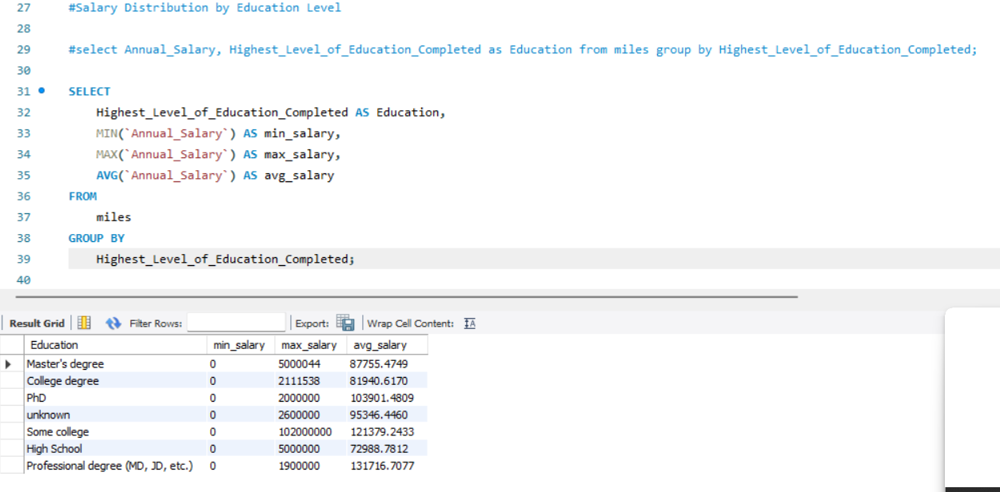 27 #Salary Distribution by Education Level
28
29 #select Annual_Salary, Highest_Level_of_Education_Completed as Education from miles group by Highest_Level_of_Education_Completed;
30
31 SELECT
32 Highest_Level_of_Education_Completed AS Education,
33 MIN(`Annual_Salary`) AS min_salary,
34 MAX(`Annual_Salary`) AS max_salary,
35 AVG(`Annual_Salary`) AS avg_salary
36 FROM
37 miles
38 GROUP BY
39 Highest_Level_of_Education_Completed;
40
Result Grid Filter Rows: Export: Wrap Cell Content: IA
Education min_salary max_salary avg_salary
Master's degree 0 5000044 87755.4749
College degree 0 2111538 81940.6170
PhD 0 2000000 103901.4809
unknown 0 2600000 95346.4460
Some college 0 102000000 121379.2433
High School 0 5000000 72988.7812
Professional degree (MD, JD, etc.) 0 1900000 131716.7077